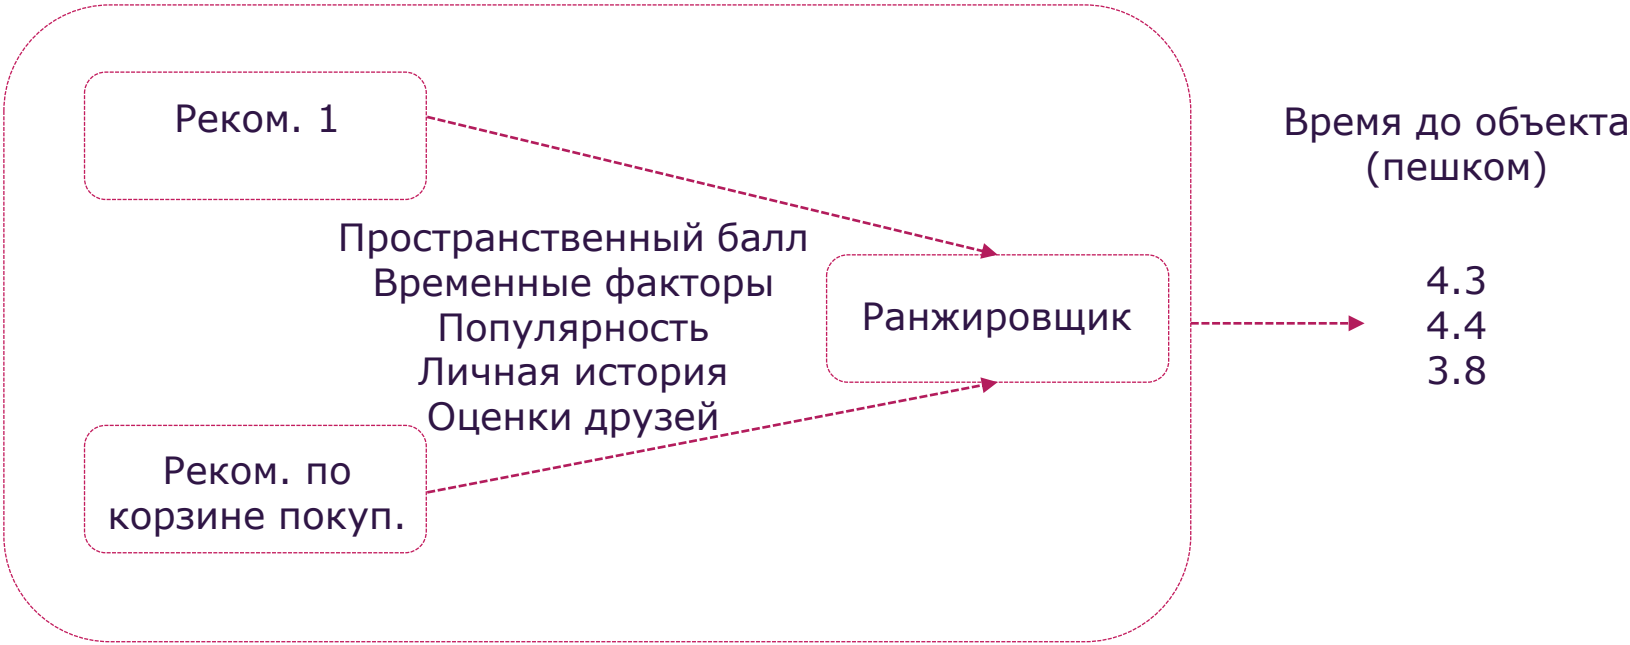 Реком. 1
Пространственный балл
Временные факторы
Популярность
Личная история
Оценки друзей
Реком. по
корзине покуп.
Ранжировщик
Время до объекта
(пешком)
4.3
4.4
3.8